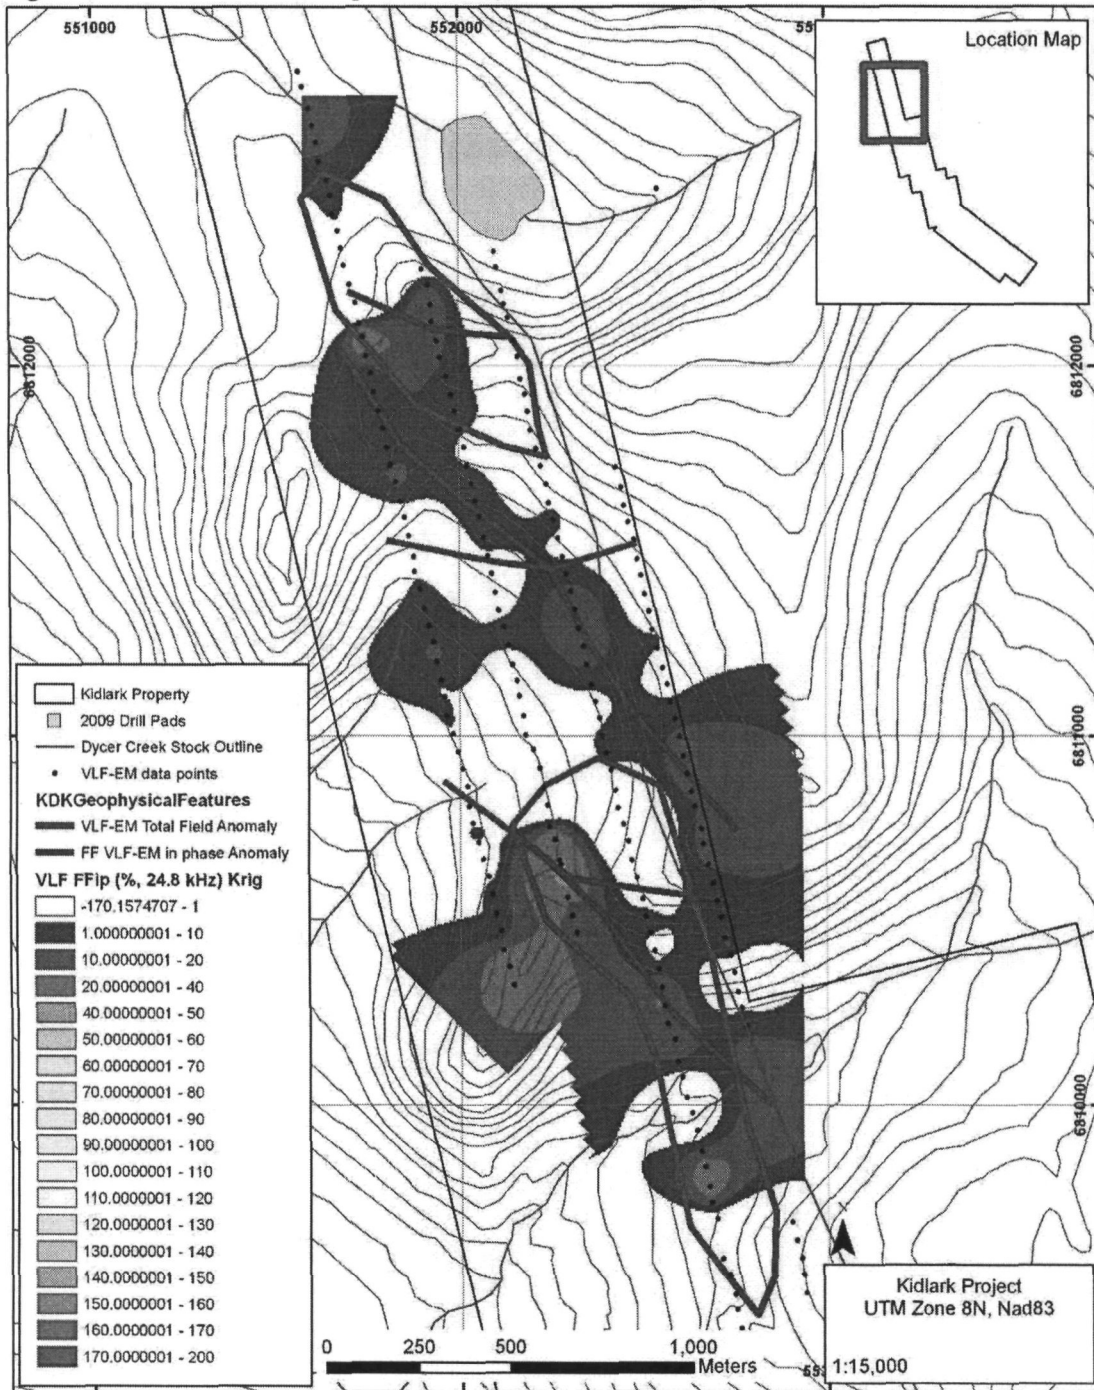 551000
552000
55
Location Map
6812000
6812000
Kidlark Property
2009 Drill Pads
Dycer Creek Stock Outline
VLF-EM data points
KDKGeophysicalFeatures
VLF-EM Total Field Anomaly
FF VLF-EM in phase Anomaly
VLF FFip (%, 24.8 kHz) Krig
-170.1574707 - 1
1.000000001 - 10
10.00000001 - 20
20.00000001 - 40
40.00000001 - 50
50.00000001 - 60
60.00000001 - 70
70.00000001 - 80
80.00000001 - 90
90.00000001 - 100
100.0000001 - 110
110.0000001 - 120
120.0000001 - 130
130.0000001 - 140
140.0000001 - 150
150.0000001 - 160
160.0000001 - 170
170.0000001 - 200
6811000
6810000
Kidlark Project
UTM Zone 8N, Nad83
0 250 500 1,000
Meters
55
1:15,000